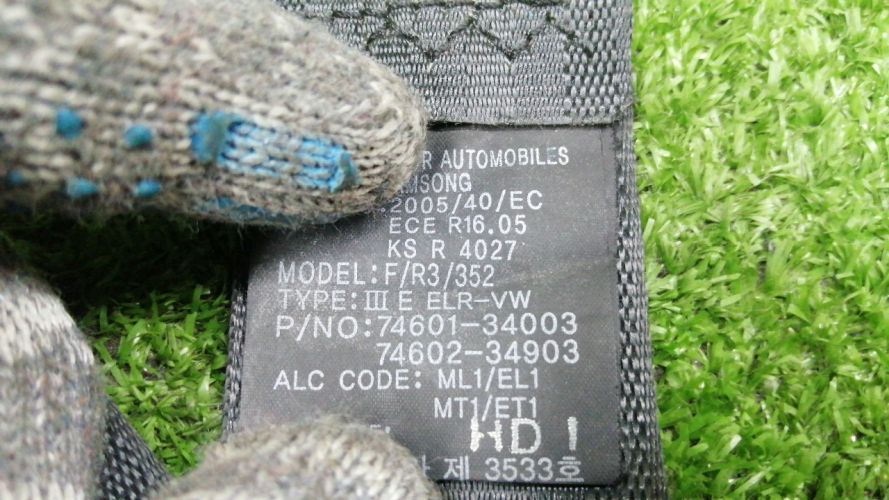 R AUTOMOBILES
AMSONG
2005/40/EC
ECE R16.05
KS R 4027
MODEL:F/R3/352
TYPE:Ⅲ E ELR-VW
P/NO:74601-34003
74602-34903
ALC CODE: ML1/EL1
MT1/ET1
HD I
제 3533호